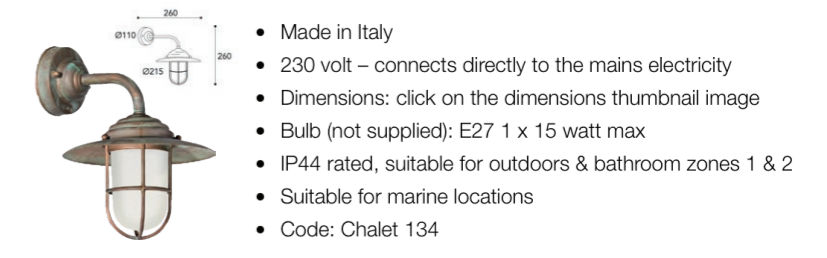 260
Ø110
260
Ø215
• Made in Italy
• 230 volt – connects directly to the mains electricity
• Dimensions: click on the dimensions thumbnail image
• Bulb (not supplied): E27 1 x 15 watt max
• IP44 rated, suitable for outdoors & bathroom zones 1 & 2
• Suitable for marine locations
• Code: Chalet 134